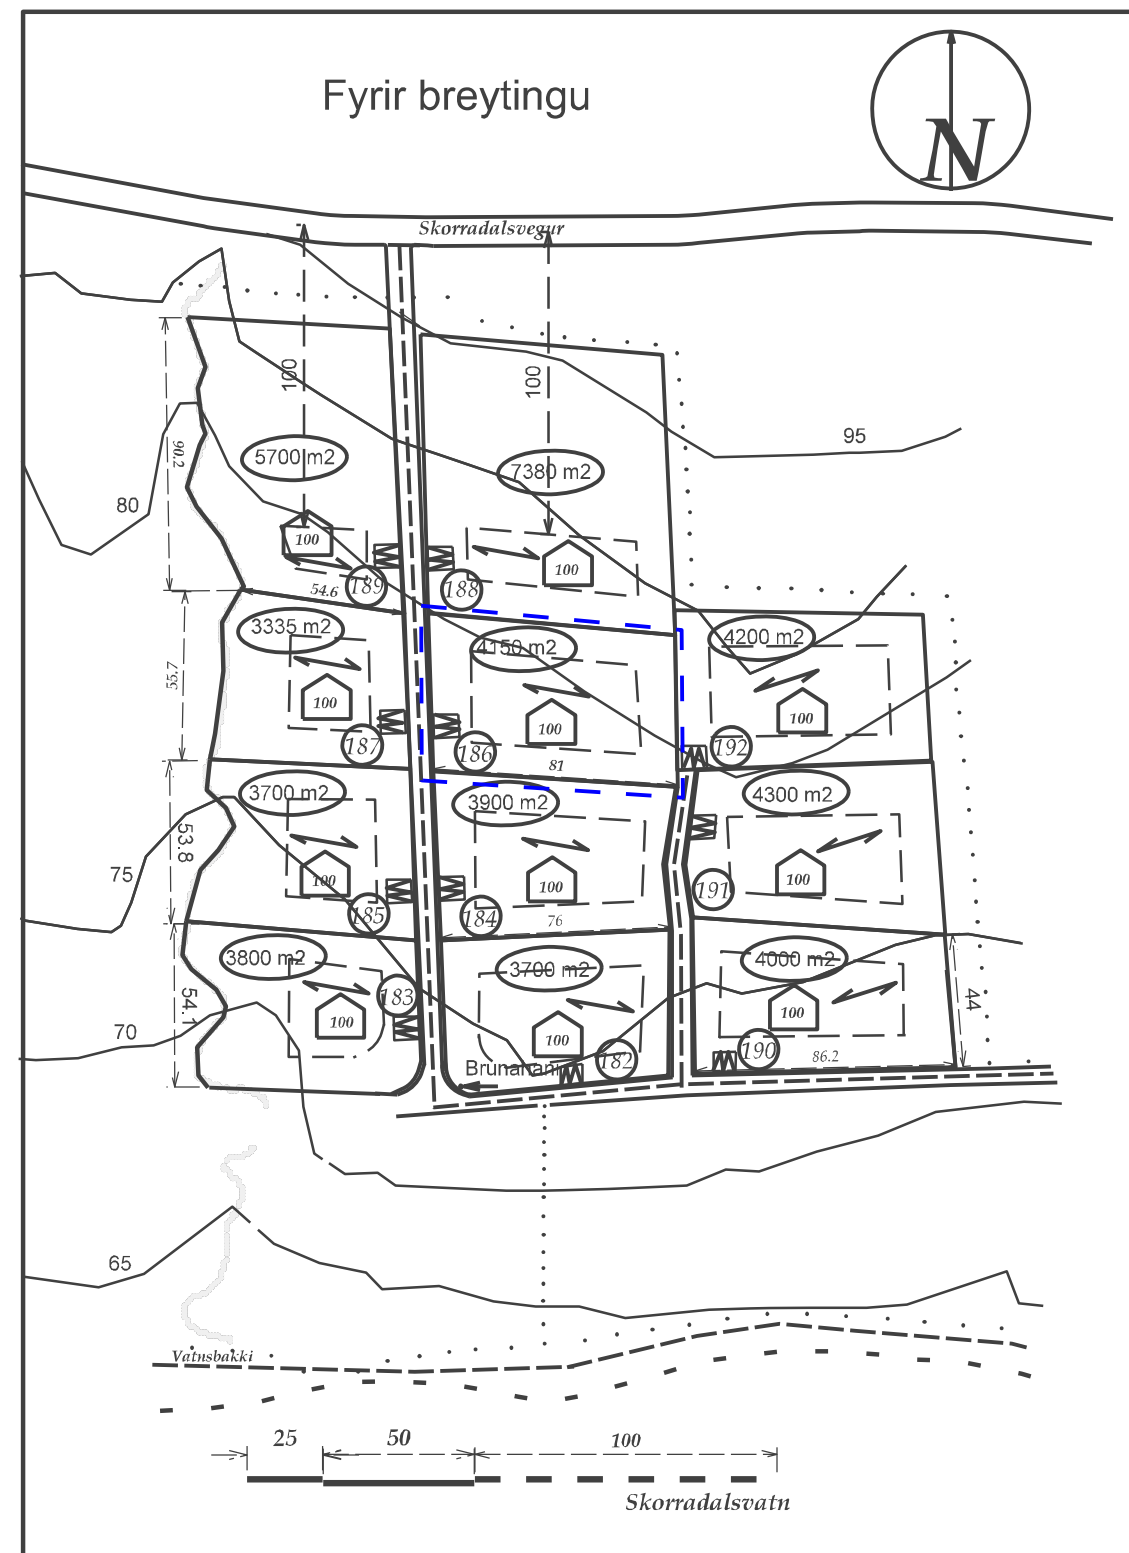 Fyrir breytingu
N
Skorradalsvegur
100
100
95
90.2
5700 m2
7380 m2
80
100
100
189
188
54.6
3335 m2
4150 m2
4200 m2
55.7
100
100
100
187
186
192
81
3700 m2
3900 m2
4300 m2
53.8
75
100
100
100
185
184
191
76
3800 m2
3700 m2
4000 m2
54.1
183
44
70
100
100
100
182
190
86.2
Brunahani
65
Vatnsbakki
25
50
100
Skorradalsvatn